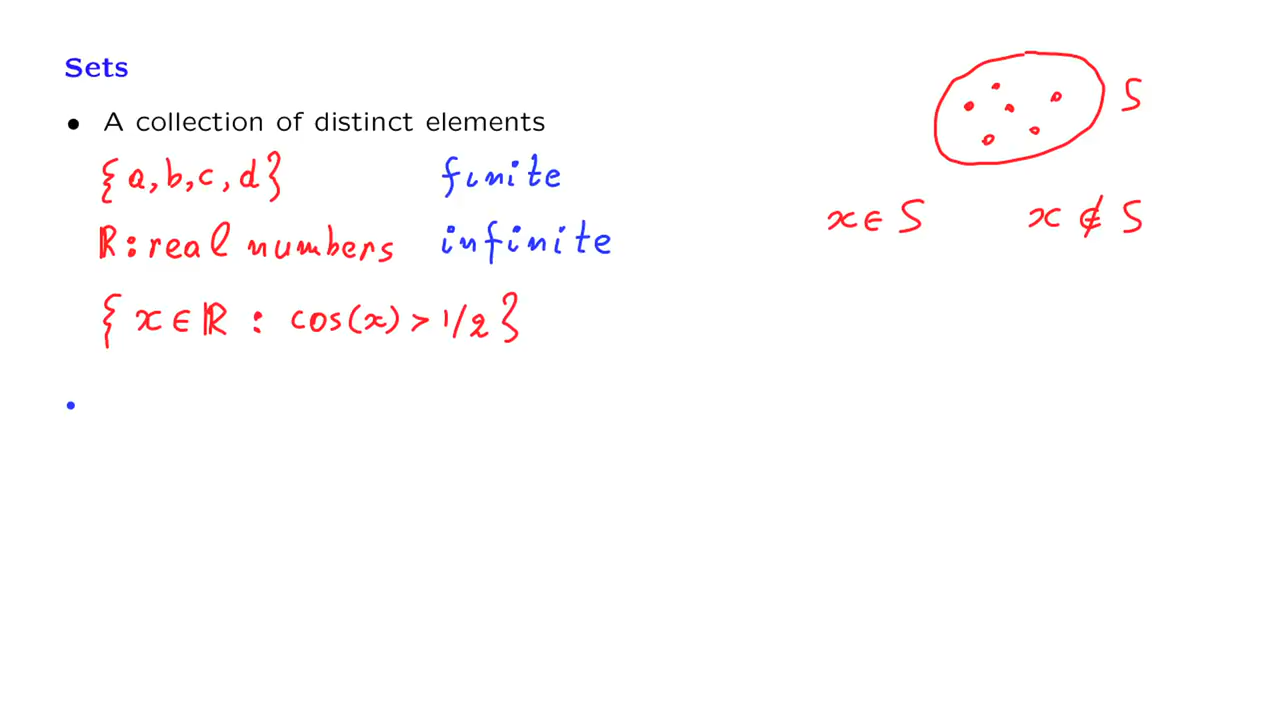 Sets
• A collection of distinct elements
{a, b, c, d} finite
ℝ: real numbers infinite
{ x ∈ ℝ : cos(x) > 1/2 }
•
S
x ∈ S x ∉ S